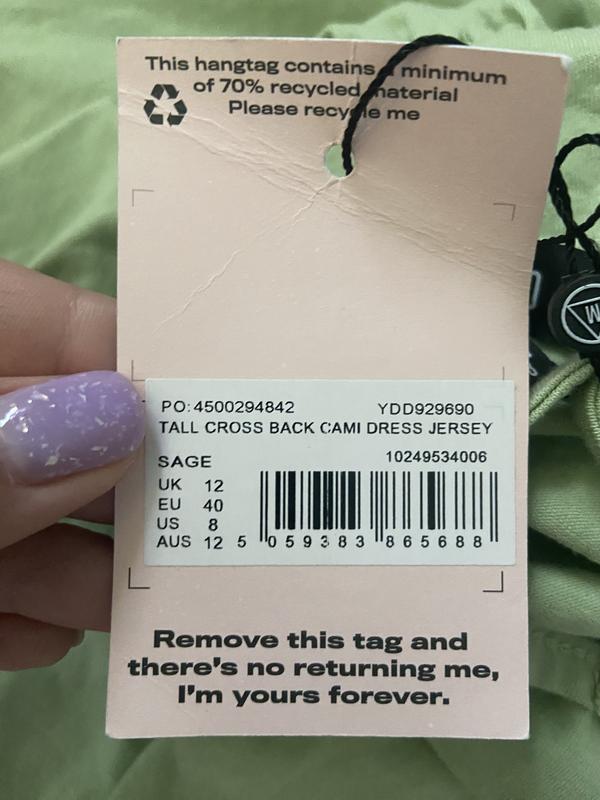 This hangtag contains a minimum
of 70% recycled material
Please recycle me
PO:4500294842 YDD929690
TALL CROSS BACK CAMI DRESS JERSEY
SAGE 10249534006
UK 12
EU 40
US 8
AUS 12
5 059383 865688
Remove this tag and
there's no returning me,
I'm yours forever.
M